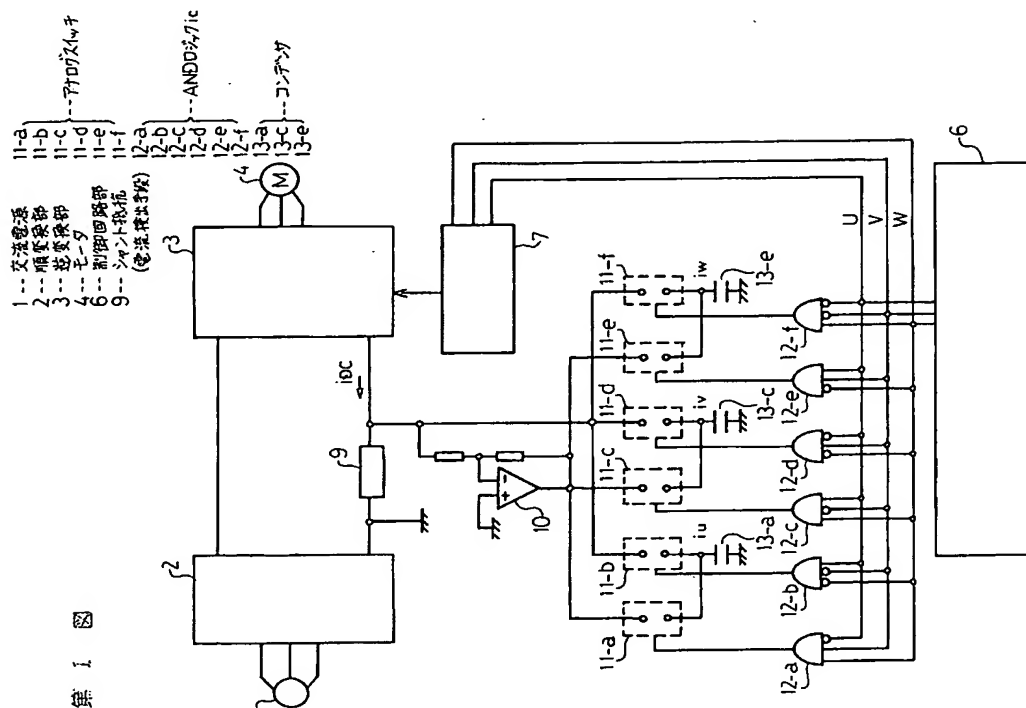 第 1 図
1 --- 交流電源
2 --- 順変換部
3 --- 逆変換部
4 --- モータ
6 --- 制御回路部
9 --- シャント抵抗
(電流検出手段)
11-a
11-b
11-c
11-d
11-e
11-f
---アナログスイッチ
12-a
12-b
12-c
12-d
12-e
12-f
---ANDロジックic
13-a
13-c
13-e
---コンデンサ
2
9
iDC
3
M
4
7
10
- +
11-a
11-b
11-c
11-d
11-e
11-f
iu
13-a
iv
13-c
iw
13-e
12-a
12-b
12-c
12-d
12-e
12-f
U
V
W
6